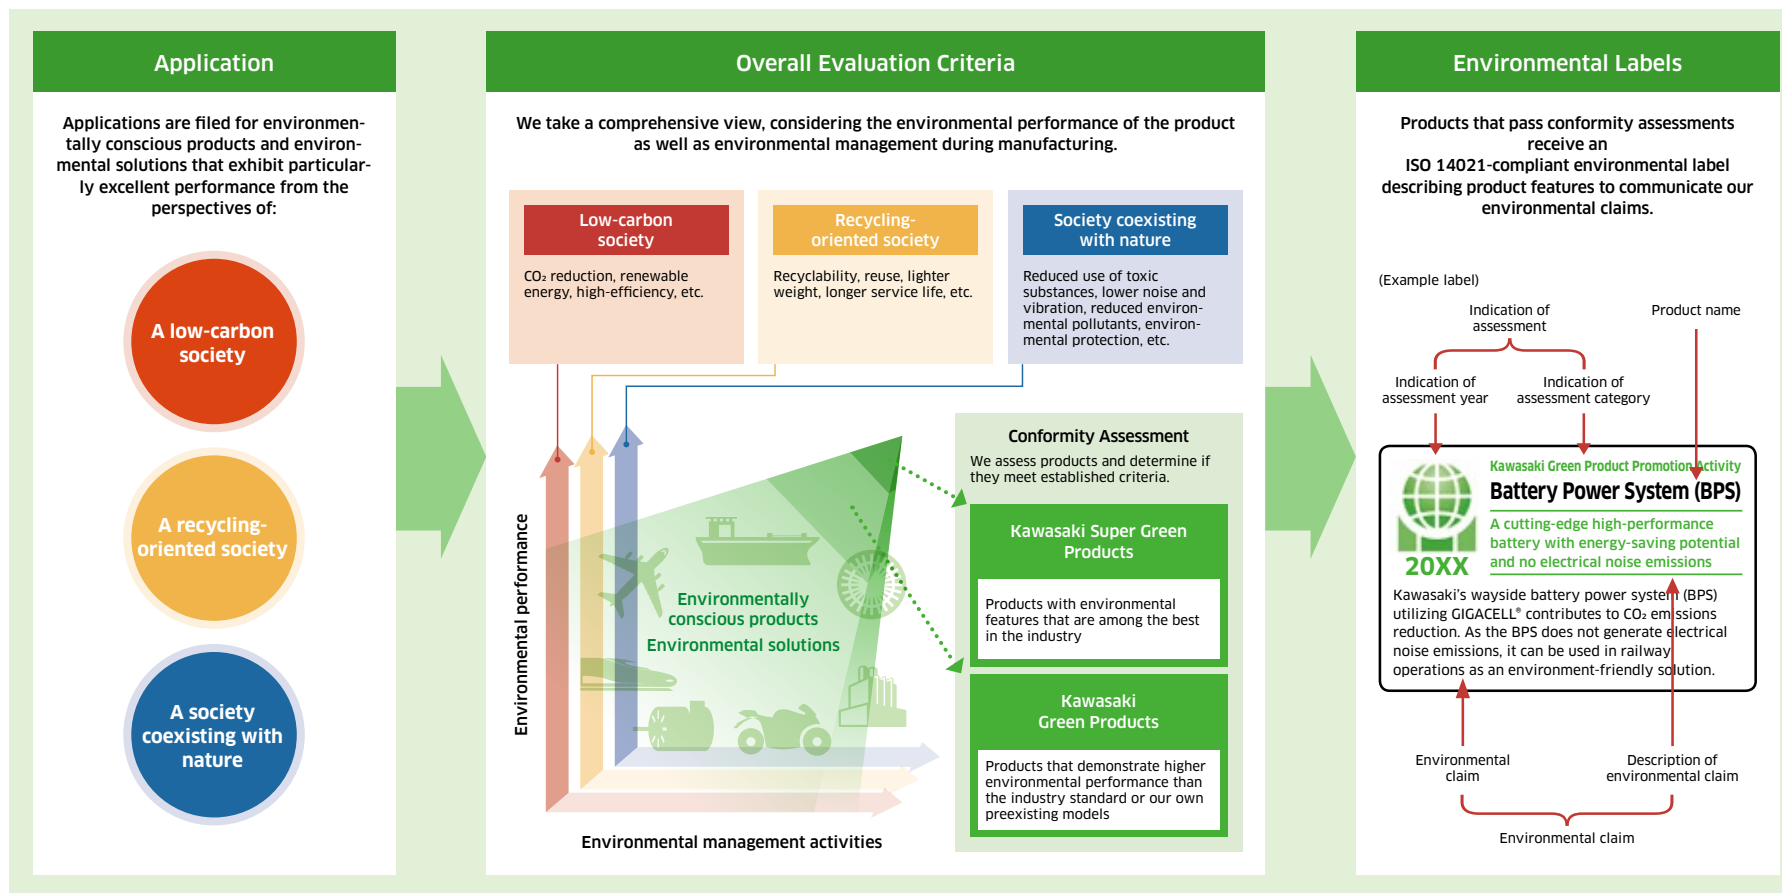 Application
Applications are filed for environmen-
tally conscious products and environ-
mental solutions that exhibit particular-
ly excellent performance from the
perspectives of:
A low-carbon
society
A recycling-
oriented society
A society
coexisting with
nature
Overall Evaluation Criteria
We take a comprehensive view, considering the environmental performance of the product
as well as environmental management during manufacturing.
Low-carbon
society
CO₂ reduction, renewable
energy, high-efficiency, etc.
Recycling-
oriented society
Recyclability, reuse, lighter
weight, longer service life, etc.
Society coexisting
with nature
Reduced use of toxic
substances, lower noise and
vibration, reduced environ-
mental pollutants, environ-
mental protection, etc.
Environmental performance
Environmentally
conscious products
Environmental solutions
Environmental management activities
Conformity Assessment
We assess products and determine if
they meet established criteria.
Kawasaki Super Green
Products
Products with environmental
features that are among the best
in the industry
Kawasaki
Green Products
Products that demonstrate higher
environmental performance than
the industry standard or our own
preexisting models
Environmental Labels
Products that pass conformity assessments
receive an
ISO 14021-compliant environmental label
describing product features to communicate our
environmental claims.
(Example label)
Indication of
assessment
Product name
Indication of
assessment year
Indication of
assessment category
Kawasaki Green Product Promotion Activity
Battery Power System (BPS)
A cutting-edge high-performance
battery with energy-saving potential
and no electrical noise emissions
20XX
Kawasaki's wayside battery power system (BPS)
utilizing GIGACELL® contributes to CO₂ emissions
reduction. As the BPS does not generate electrical
noise emissions, it can be used in railway
operations as an environment-friendly solution.
Environmental
claim
Description of
environmental claim
Environmental claim